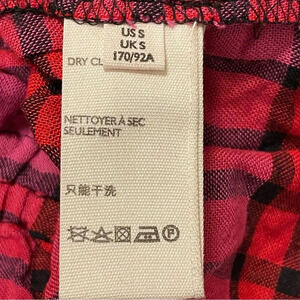 US S
UK S
170/92A
DRY CL
NETTOYER À SEC
SEULEMENT
只能干洗